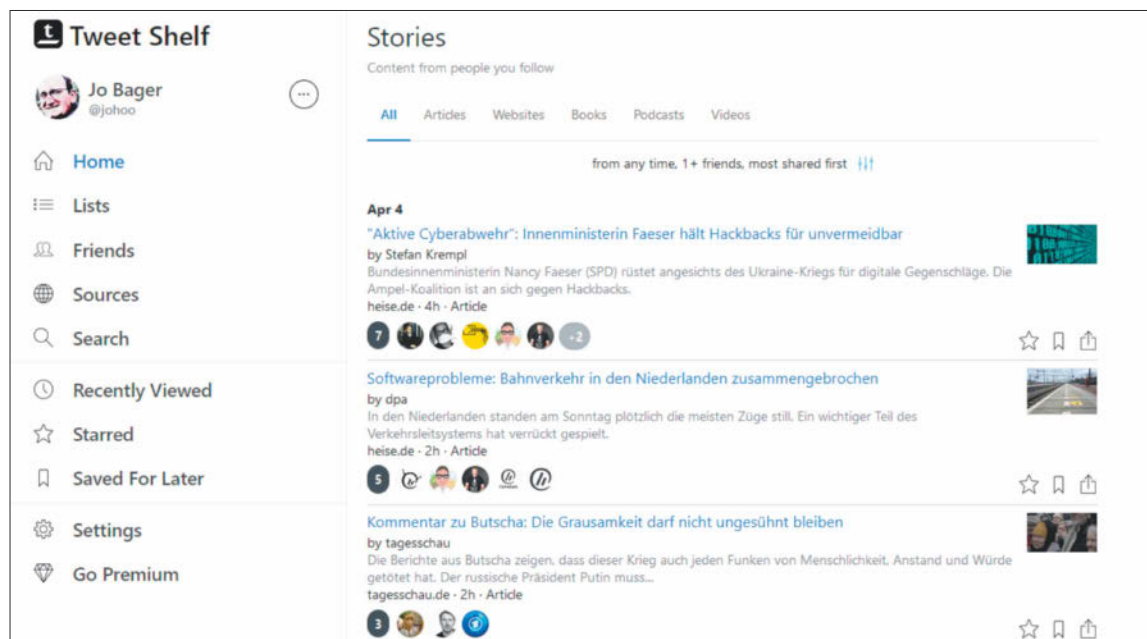 Tweet Shelf
Jo Bager
@johoo
Home
Lists
Friends
Sources
Search
Recently Viewed
Starred
Saved For Later
Settings
Go Premium
Stories
Content from people you follow
All Articles Websites Books Podcasts Videos
from any time, 1+ friends, most shared first
Apr 4
"Aktive Cyberabwehr": Innenministerin Faeser hält Hackbacks für unvermeidbar
by Stefan Krempl
Bundesinnenministerin Nancy Faeser (SPD) rüstet angesichts des Ukraine-Kriegs für digitale Gegenschläge. Die
Ampel-Koalition ist an sich gegen Hackbacks.
heise.de · 4h · Article
7 +2
Softwareprobleme: Bahnverkehr in den Niederlanden zusammengebrochen
by dpa
In den Niederlanden standen am Sonntag plötzlich die meisten Züge still. Ein wichtiger Teil des
Verkehrsleitsystems hat verrückt gespielt.
heise.de · 2h · Article
5
Kommentar zu Butscha: Die Grausamkeit darf nicht ungesühnt bleiben
by tagesschau
Die Berichte aus Butscha zeigen, dass dieser Krieg auch jeden Funken von Menschlichkeit, Anstand und Würde
getötet hat. Der russische Präsident Putin muss...
tagesschau.de · 2h · Article
3